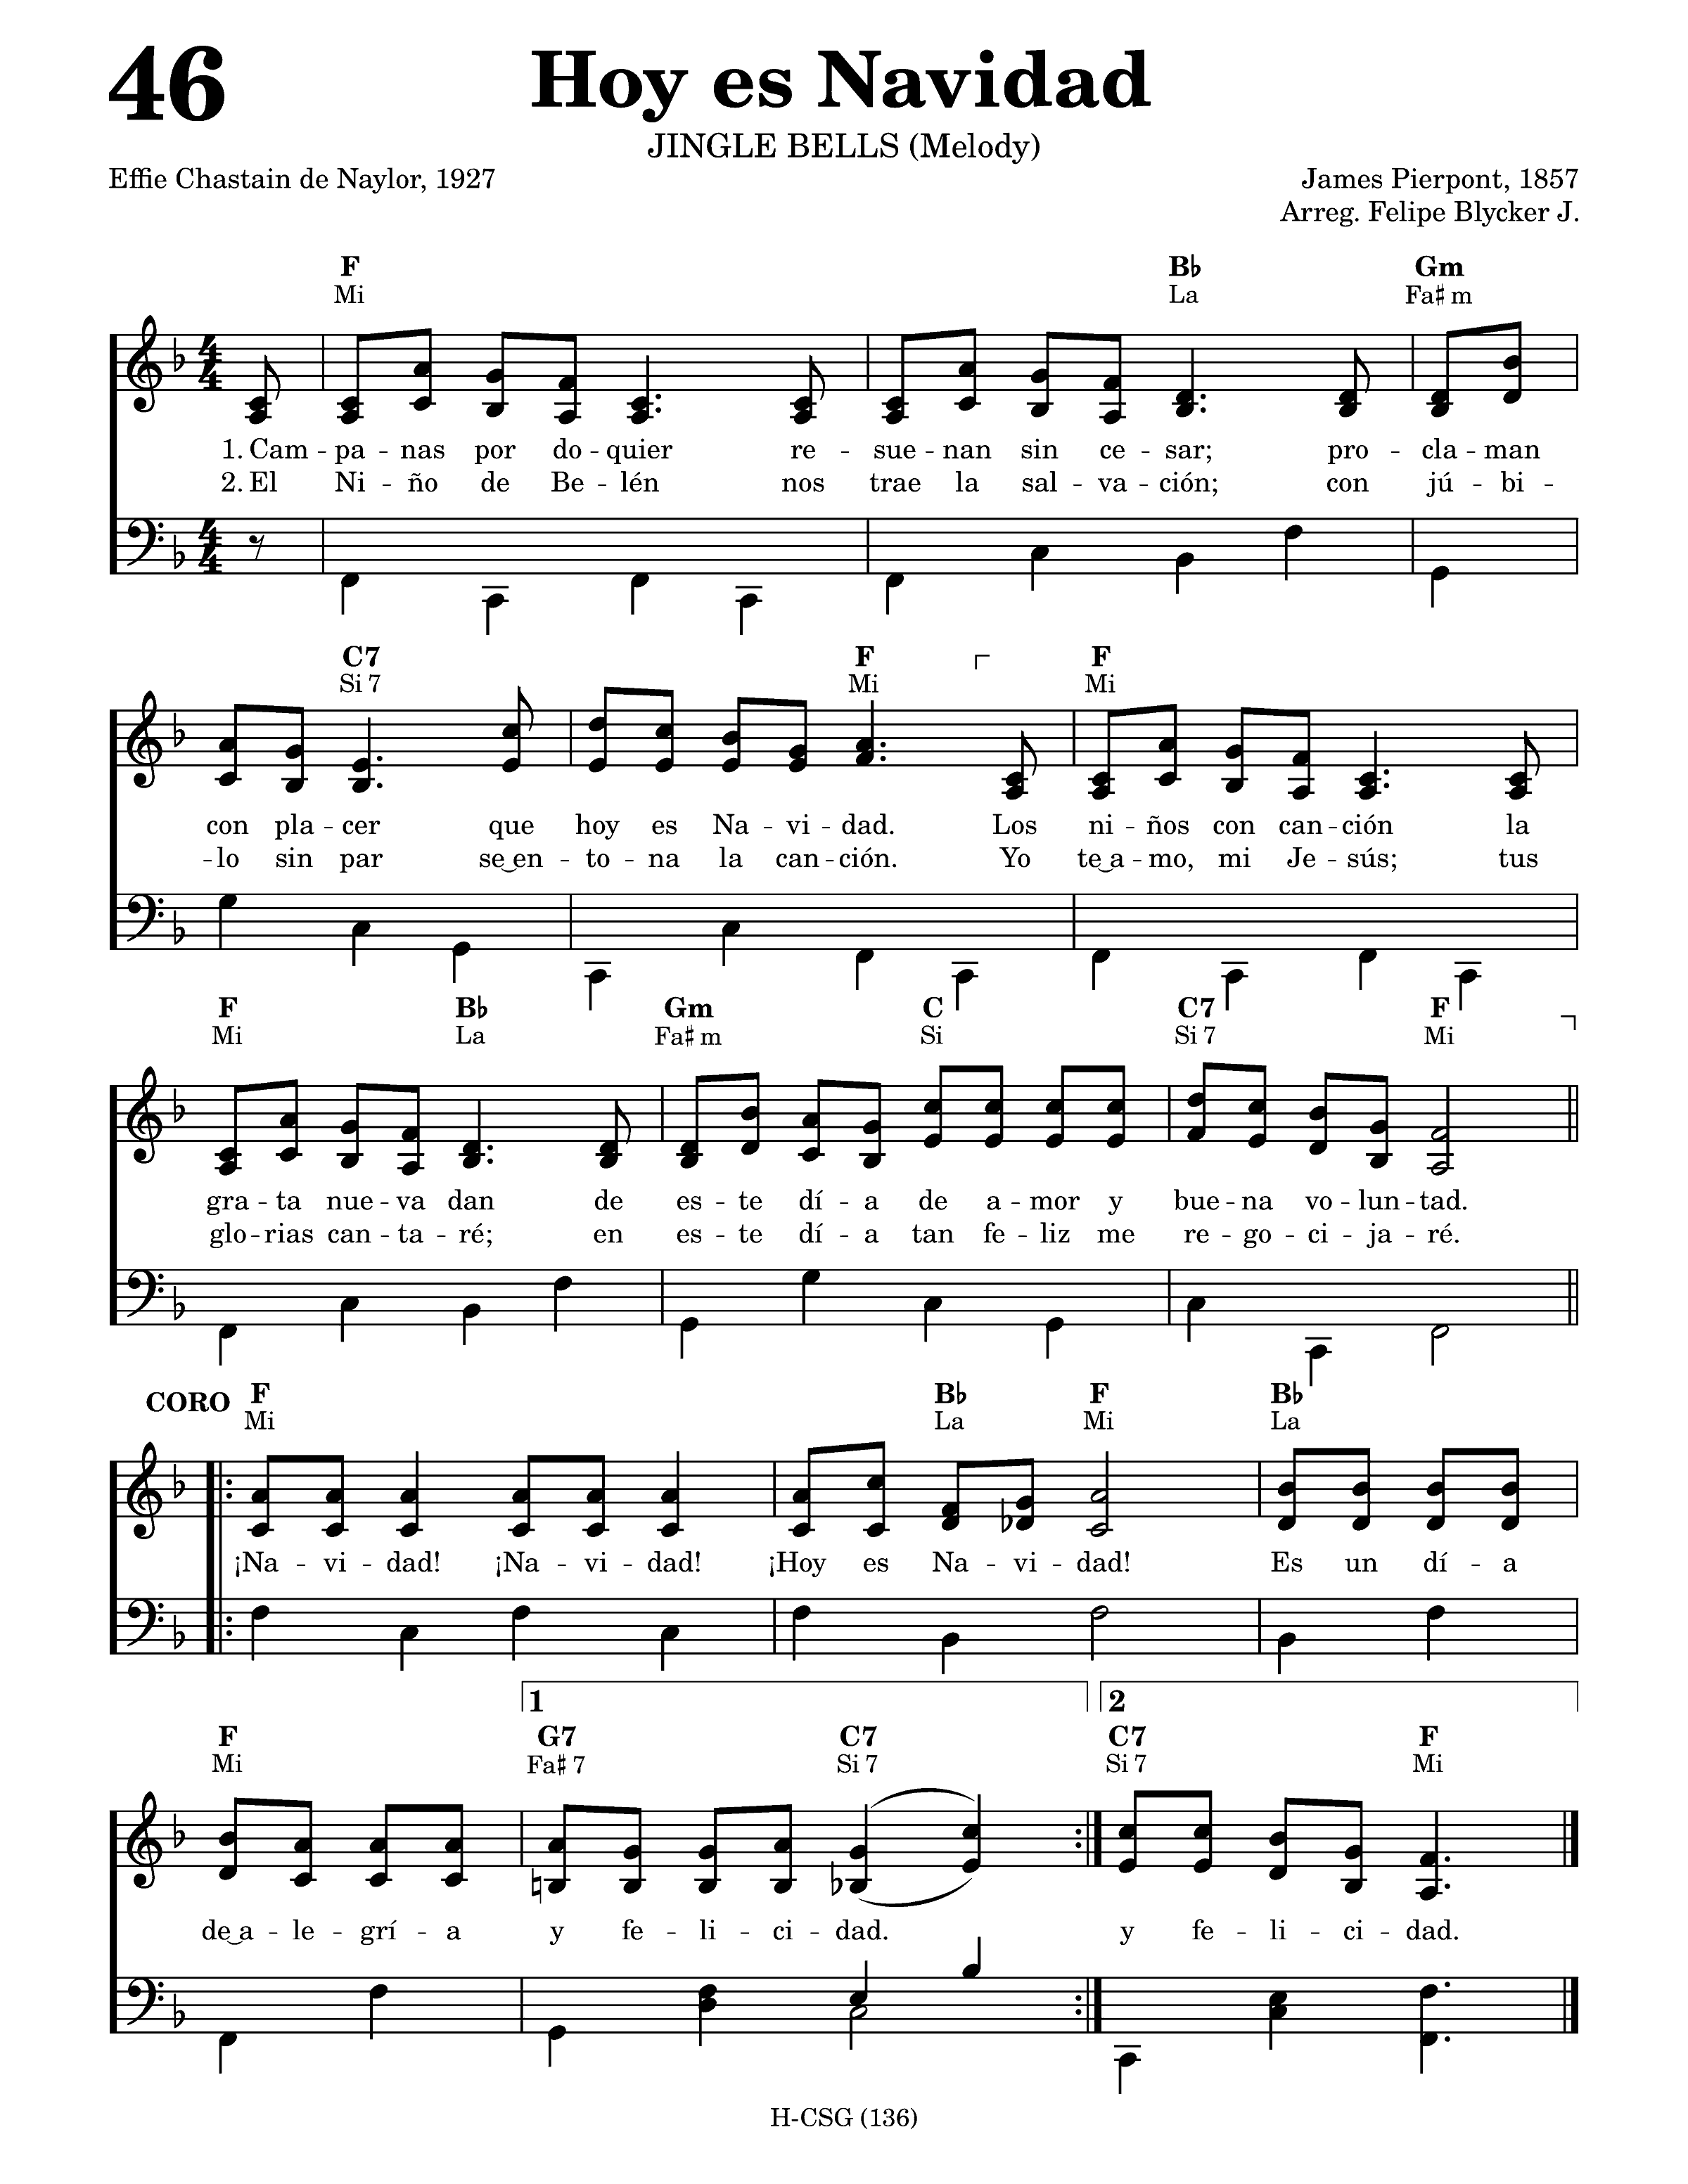 46 Hoy es Navidad
JINGLE BELLS (Melody)
Effie Chastain de Naylor, 1927 James Pierpont, 1857
Arreg. Felipe Blycker J.
F B♭ Gm
Mi La Fa♯ m
1. Cam – pa – nas por do – quier re – sue – nan sin ce – sar; pro – cla – man
2. El Ni – ño de Be – lén nos trae la sal – va – ción; con jú – bi –
C7 F F
Si 7 Mi Mi
con pla – cer que hoy es Na – vi – dad. Los ni – ños con can – ción la
– lo sin par se‿en – to – na la can – ción. Yo te‿a – mo, mi Je – sús; tus
F B♭ Gm C C7 F
Mi La Fa♯ m Si Si 7 Mi
gra – ta nue – va dan de es – te dí – a de a – mor y bue – na vo – lun – tad.
glo – rias can – ta – ré; en es – te dí – a tan fe – liz me re – go – ci – ja – ré.
CORO F B♭ F B♭
Mi La Mi La
¡Na – vi – dad! ¡Na – vi – dad! ¡Hoy es Na – vi – dad! Es un dí – a
1 2
F G7 C7 C7 F
Mi Fa♯ 7 Si 7 Si 7 Mi
de‿a – le – grí – a y fe – li – ci – dad. y fe – li – ci – dad.
H-CSG (136)